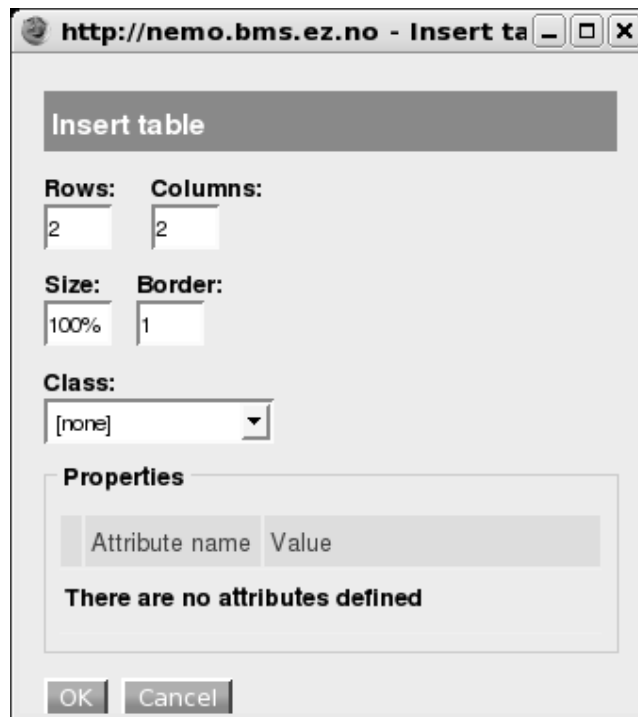 http://nemo.bms.ez.no - Insert ta
Insert table
Rows: Columns:
2 2
Size: Border:
100% 1
Class:
[none]
Properties
Attribute name Value
There are no attributes defined
OK Cancel